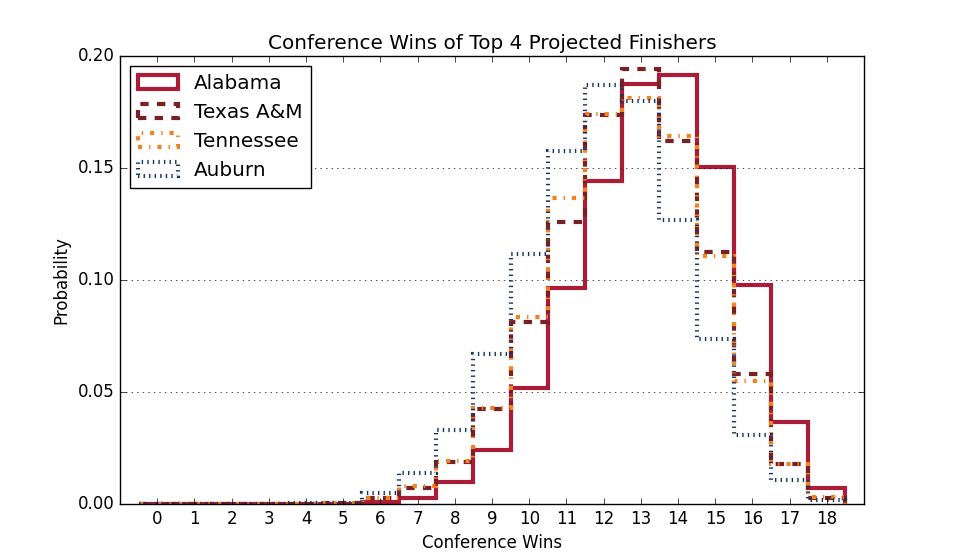 Conference Wins of Top 4 Projected Finishers
0.20
0.15
0.10
0.05
0.00
Probability
Alabama
Texas A&M
Tennessee
Auburn
0 1 2 3 4 5 6 7 8 9 10 11 12 13 14 15 16 17 18
Conference Wins